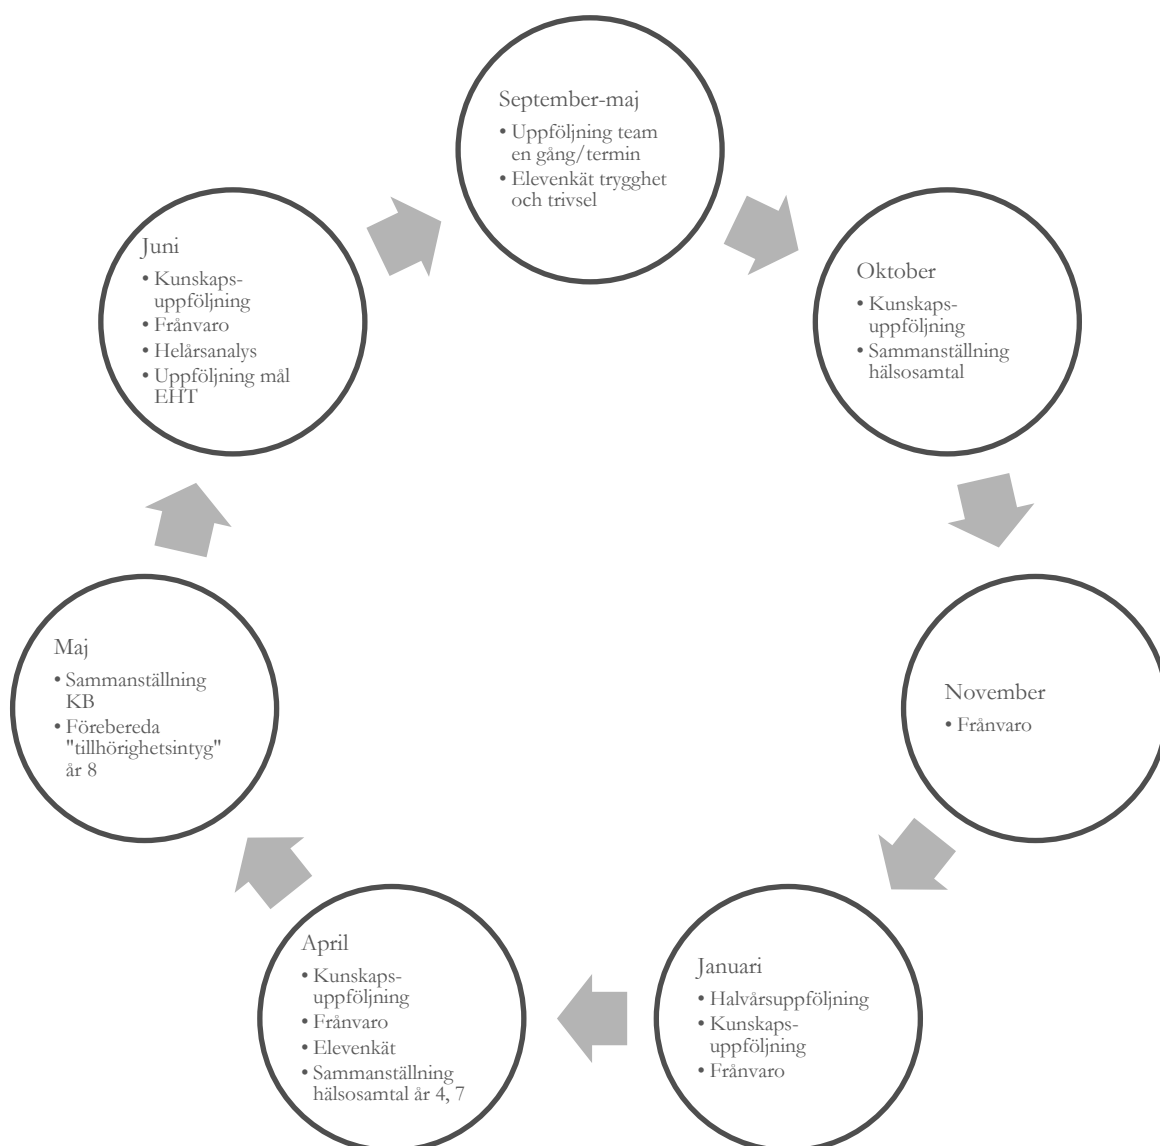 September-maj
• Uppföljning team
en gång/termin
• Elevenkät trygghet
och trivsel
Oktober
• Kunskaps-
uppföljning
• Sammanställning
hälsosamtal
November
• Frånvaro
Januari
• Halvårsuppföljning
• Kunskaps-
uppföljning
• Frånvaro
April
• Kunskaps-
uppföljning
• Frånvaro
• Elevenkät
• Sammanställning
hälsosamtal år 4, 7
Maj
• Sammanställning
KB
• Förebereda
"tillhörighetsintyg"
år 8
Juni
• Kunskaps-
uppföljning
• Frånvaro
• Helårsanalys
• Uppföljning mål
EHT